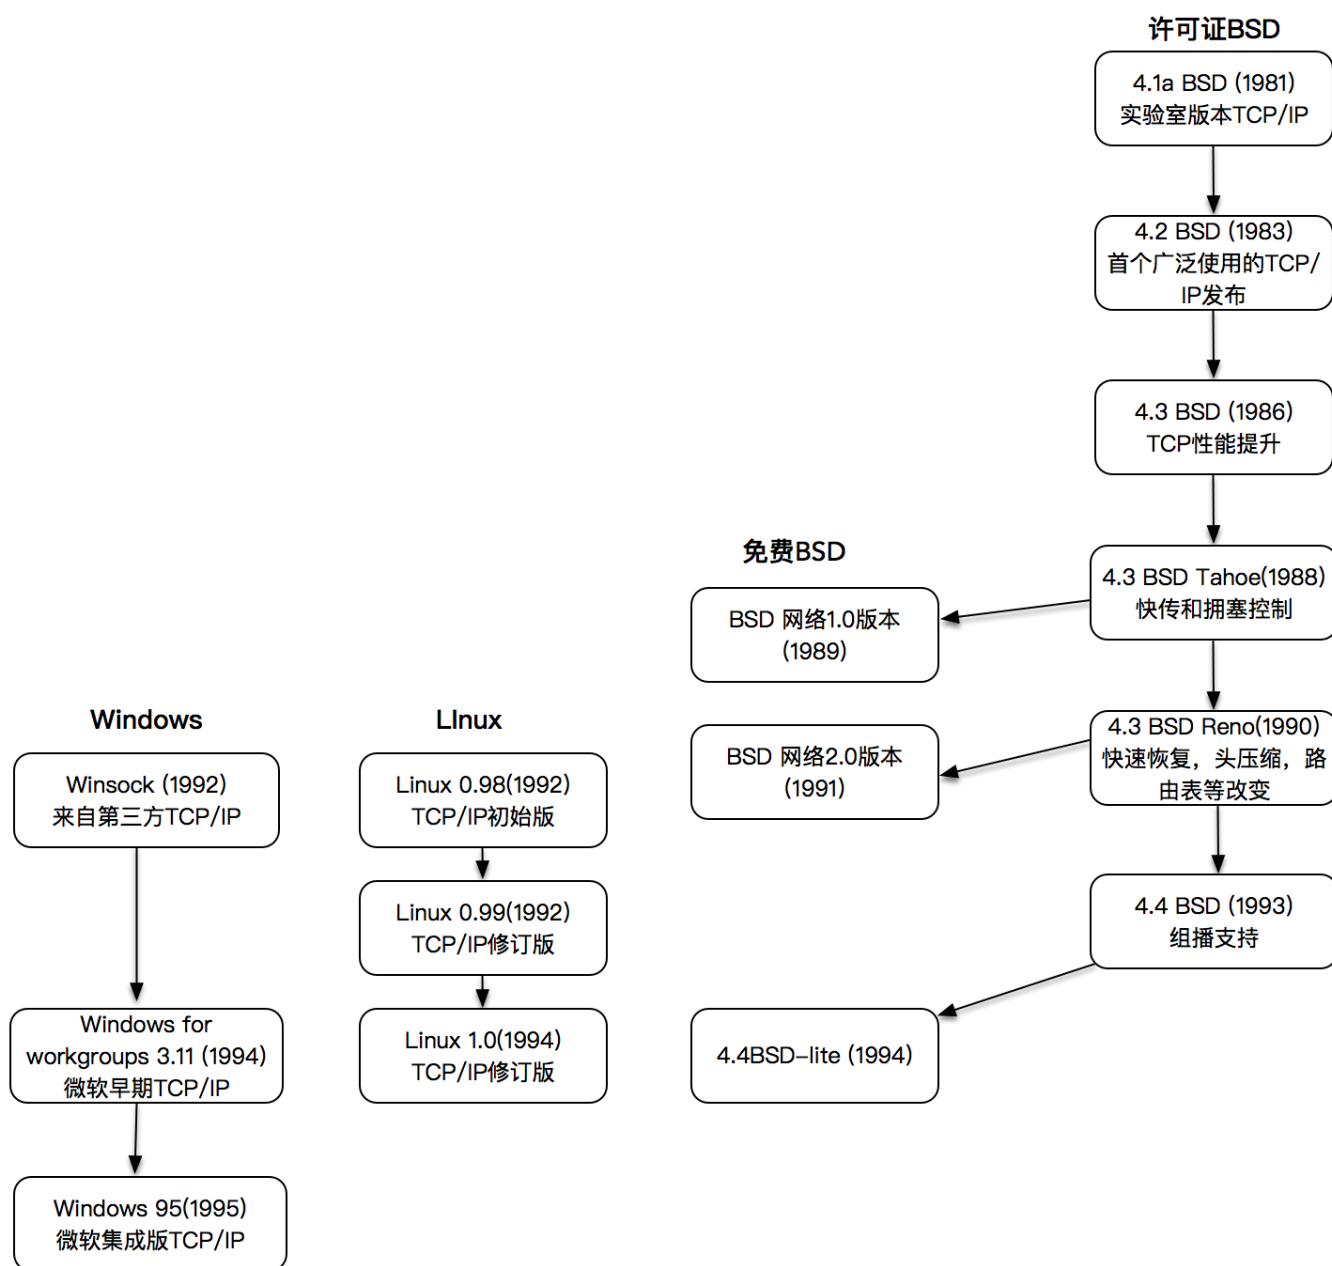 许可证BSD
4.1a BSD (1981)
实验室版本TCP/IP
4.2 BSD (1983)
首个广泛使用的TCP/
IP发布
4.3 BSD (1986)
TCP性能提升
4.3 BSD Tahoe(1988)
快传和拥塞控制
4.3 BSD Reno(1990)
快速恢复，头压缩，路
由表等改变
4.4 BSD (1993)
组播支持
免费BSD
BSD 网络1.0版本
(1989)
BSD 网络2.0版本
(1991)
4.4BSD-lite (1994)
LInux
Linux 0.98(1992)
TCP/IP初始版
Linux 0.99(1992)
TCP/IP修订版
Linux 1.0(1994)
TCP/IP修订版
Windows
Winsock (1992)
来自第三方TCP/IP
Windows for
workgroups 3.11 (1994)
微软早期TCP/IP
Windows 95(1995)
微软集成版TCP/IP